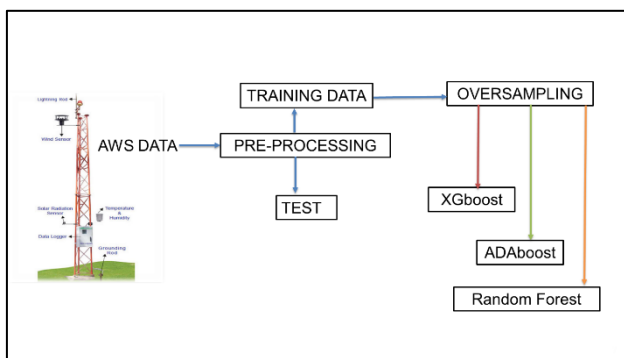 Lightning Rod
Wind Sensor
Solar Radiation
Sensor
Temperature
&
Humidity
Data Logger
Grounding
Rod
AWS DATA
TRAINING DATA
PRE-PROCESSING
TEST
OVERSAMPLING
XGboost
ADAboost
Random Forest